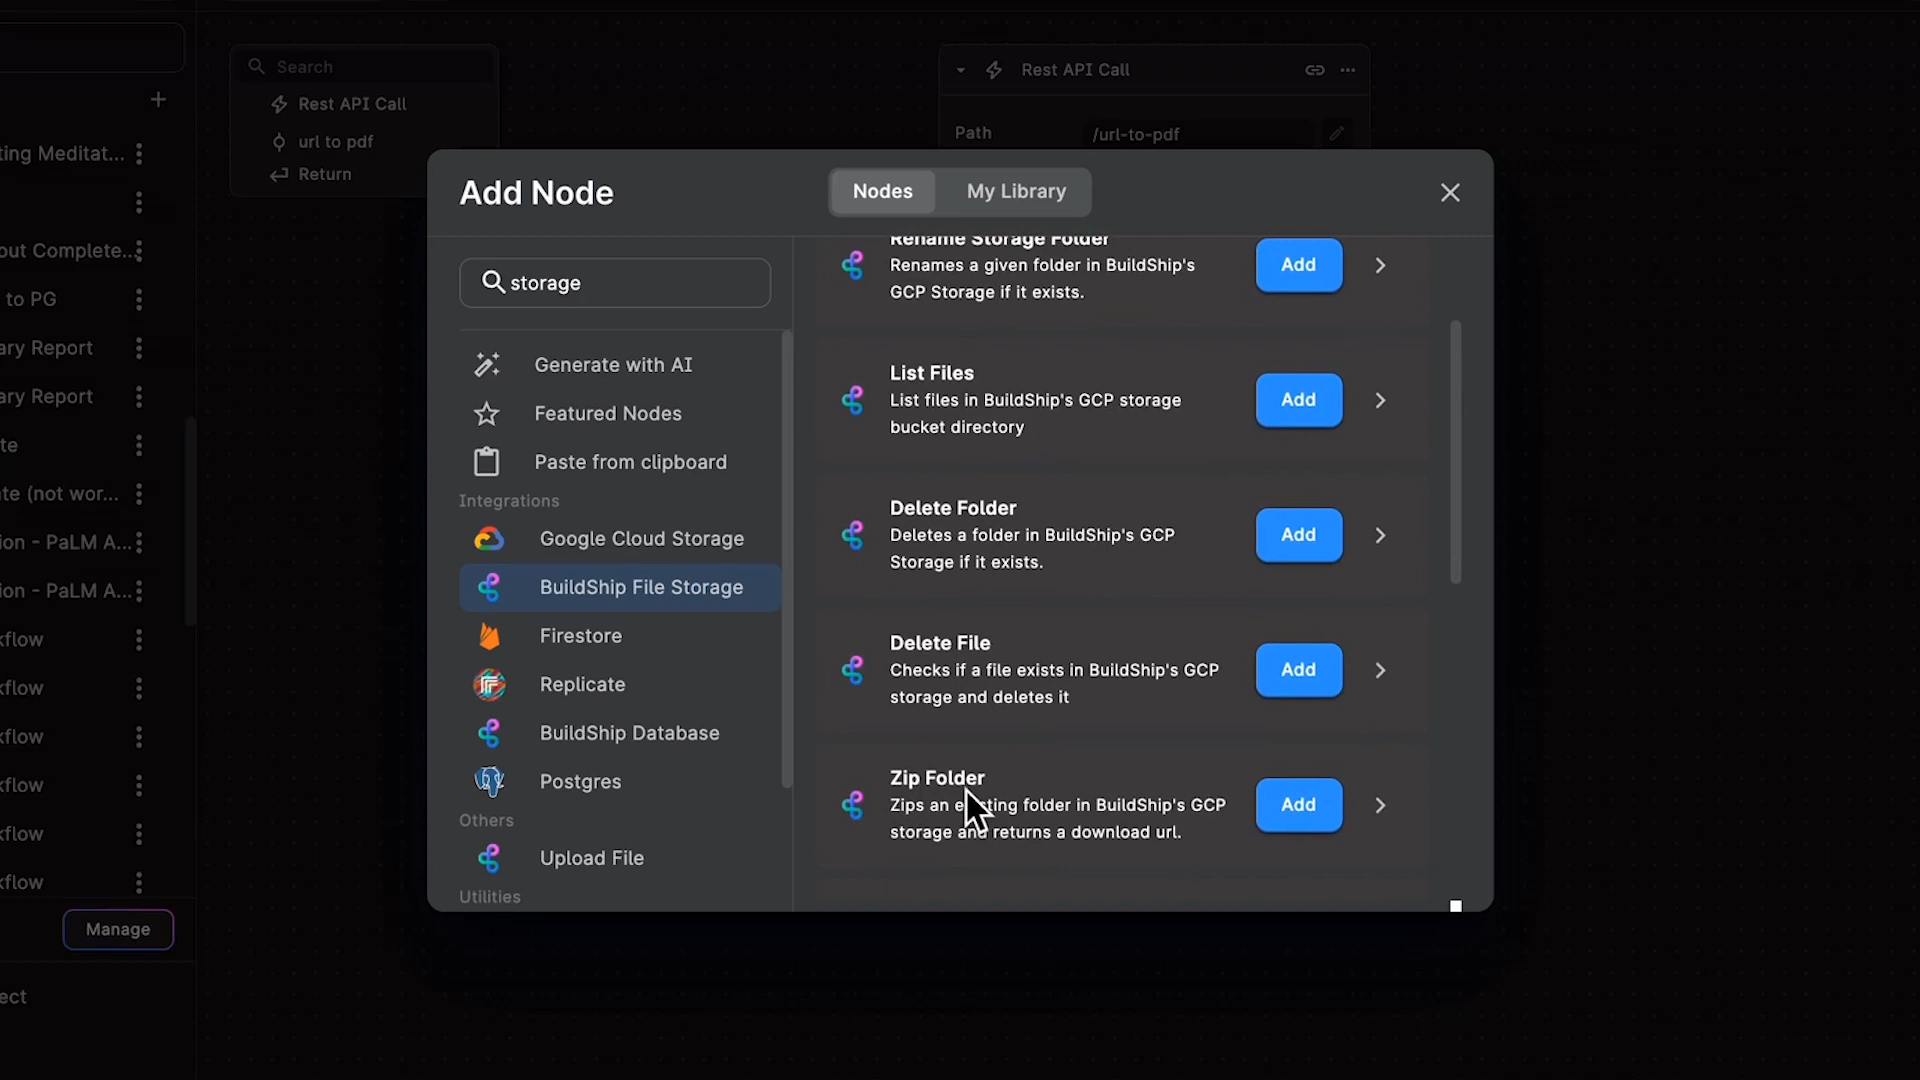 Search
Rest API Call
url to pdf
Return
Rest API Call
Path
/url-to-pdf
ting Meditat...
out Complete...
to PG
ary Report
ary Report
te
te (not wor...
ion - PaLM A...
ion - PaLM A...
kflow
kflow
kflow
kflow
kflow
kflow
Manage
ect
Add Node
Nodes
My Library
storage
Generate with AI
Featured Nodes
Paste from clipboard
Integrations
Google Cloud Storage
BuildShip File Storage
Firestore
Replicate
BuildShip Database
Postgres
Others
Upload File
Utilities
Rename Storage Folder
Renames a given folder in BuildShip's
GCP Storage if it exists.
Add
List Files
List files in BuildShip's GCP storage
bucket directory
Add
Delete Folder
Deletes a folder in BuildShip's GCP
Storage if it exists.
Add
Delete File
Checks if a file exists in BuildShip's GCP
storage and deletes it
Add
Zip Folder
Zips an existing folder in BuildShip's GCP
storage and returns a download url.
Add